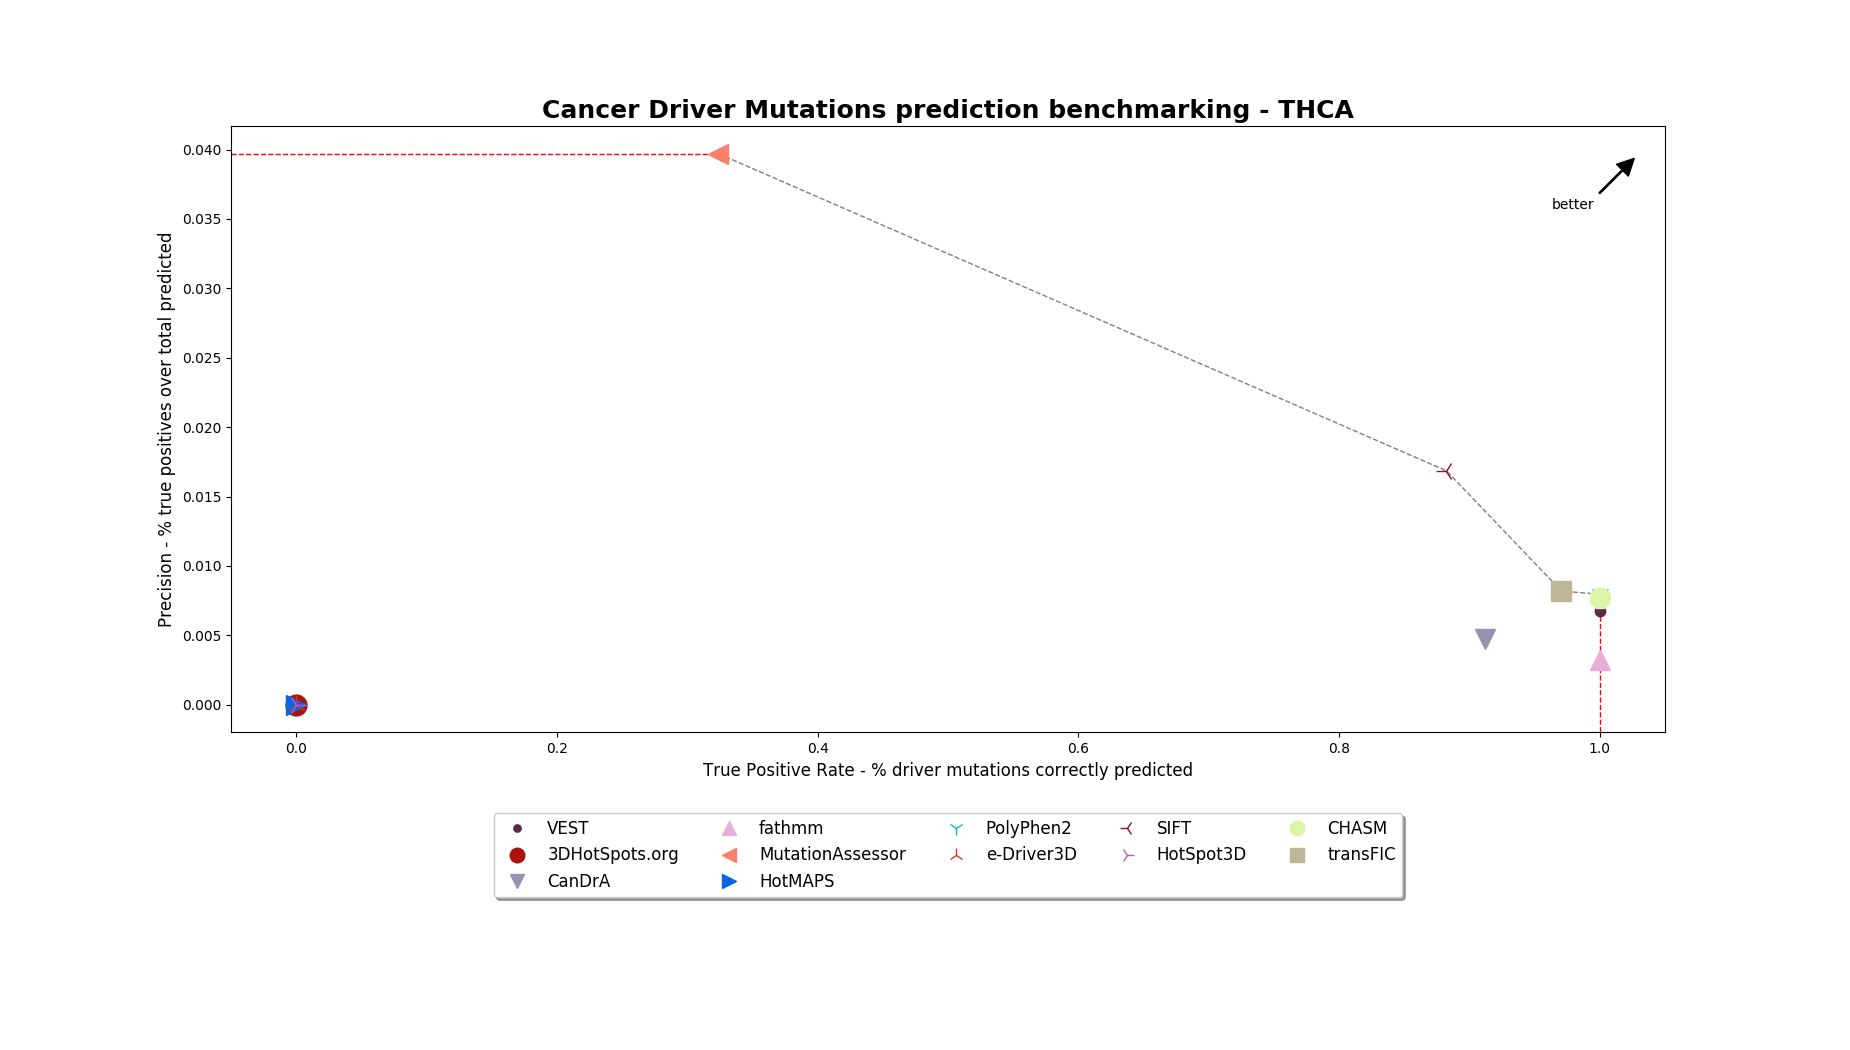 Cancer Driver Mutations prediction benchmarking - THCA
0.040
0.035
0.030
0.025
0.020
0.015
0.010
0.005
0.000
Precision - % true positives over total predicted
better
0.0 0.2 0.4 0.6 0.8 1.0
True Positive Rate - % driver mutations correctly predicted
VEST fathmm PolyPhen2 SIFT CHASM
3DHotSpots.org MutationAssessor e-Driver3D HotSpot3D transFIC
CanDrA HotMAPS